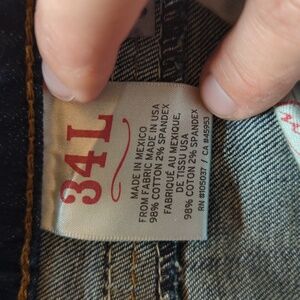 34L
MADE IN MEXICO
FROM FABRIC MADE IN USA
98% COTTON 2% SPANDEX
FABRIQUÉ AU MEXIQUE,
DE TISSU USA
98% COTON 2% SPANDEX
RN #105037 / CA #45953